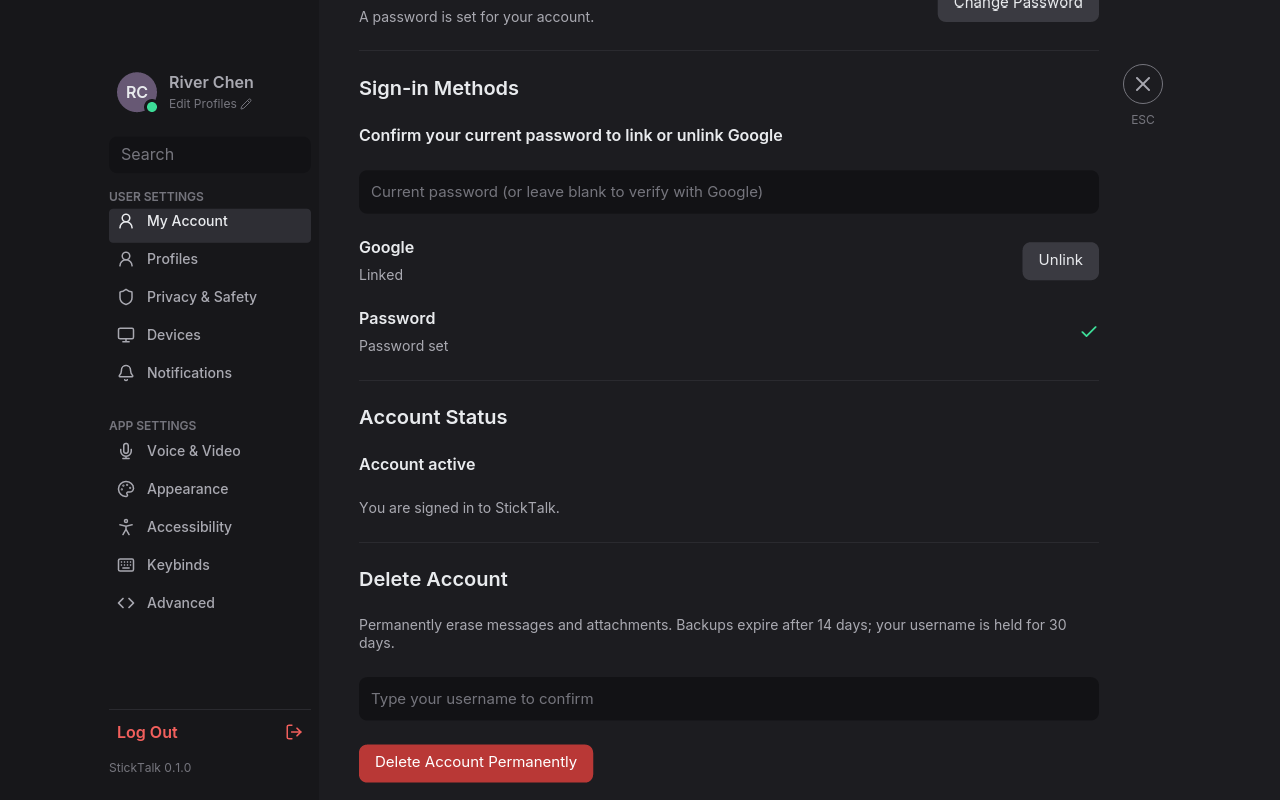 A password is set for your account.
Change Password
RC
River Chen
Edit Profiles
Search
USER SETTINGS
My Account
Profiles
Privacy & Safety
Devices
Notifications
APP SETTINGS
Voice & Video
Appearance
Accessibility
Keybinds
Advanced
Log Out
StickTalk 0.1.0
Sign-in Methods
Confirm your current password to link or unlink Google
Current password (or leave blank to verify with Google)
Google
Linked
Unlink
Password
Password set
Account Status
Account active
You are signed in to StickTalk.
Delete Account
Permanently erase messages and attachments. Backups expire after 14 days; your username is held for 30
days.
Type your username to confirm
Delete Account Permanently
ESC